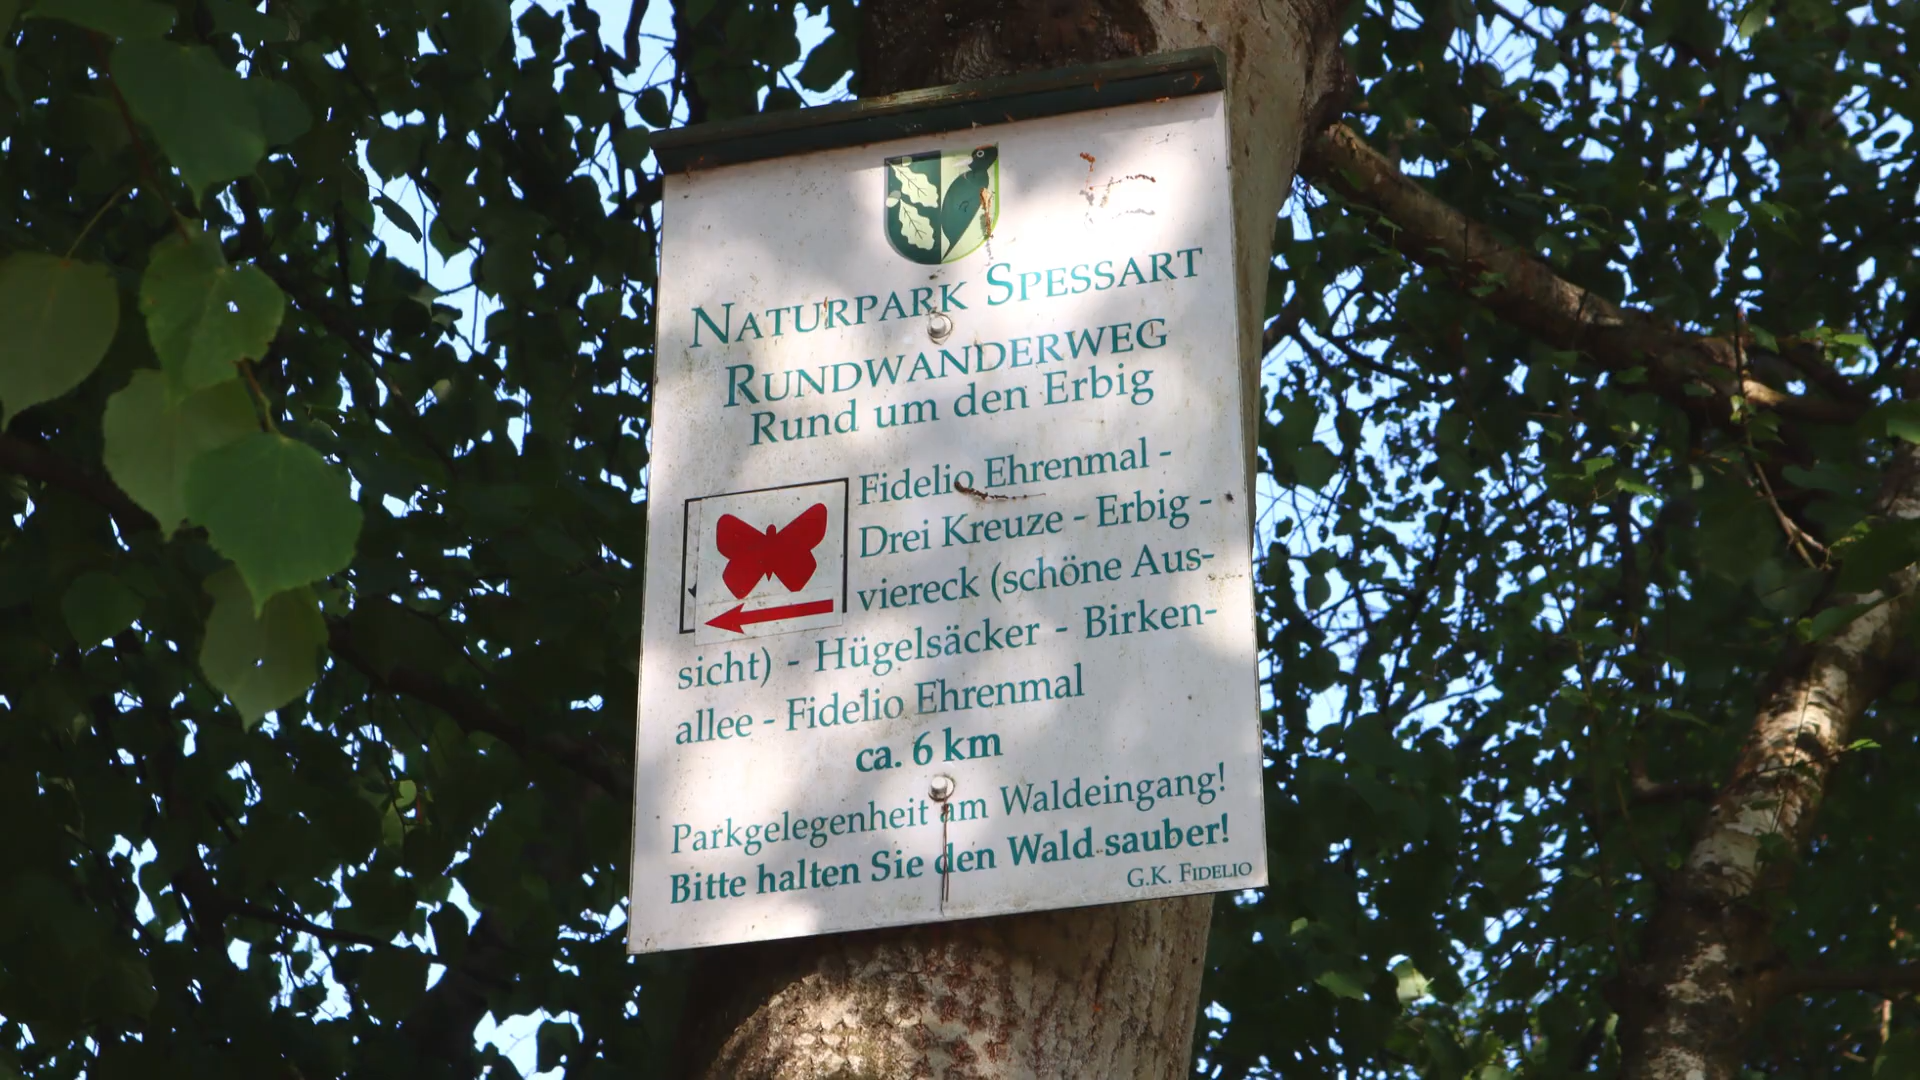 NATURPARK SPESSART
RUNDWANDERWEG
Rund um den Erbig
Fidelio Ehrenmal -
Drei Kreuze - Erbig -
viereck (schöne Aus-
sicht) - Hügelsäcker - Birken-
allee - Fidelio Ehrenmal
ca. 6 km
Parkgelegenheit am Waldeingang!
Bitte halten Sie den Wald sauber!
G.K. FIDELIO